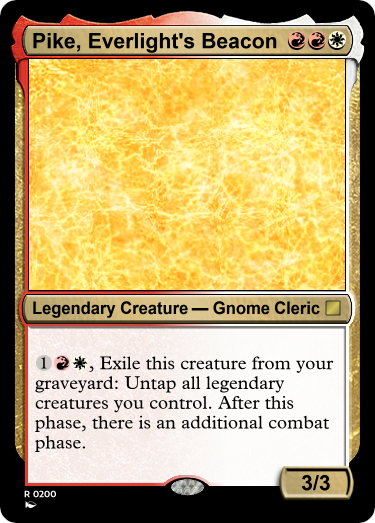 Pike, Everlight's Beacon
Legendary Creature — Gnome Cleric
1, Exile this creature from your
graveyard: Untap all legendary
creatures you control. After this
phase, there is an additional combat
phase.
3/3
R 0200